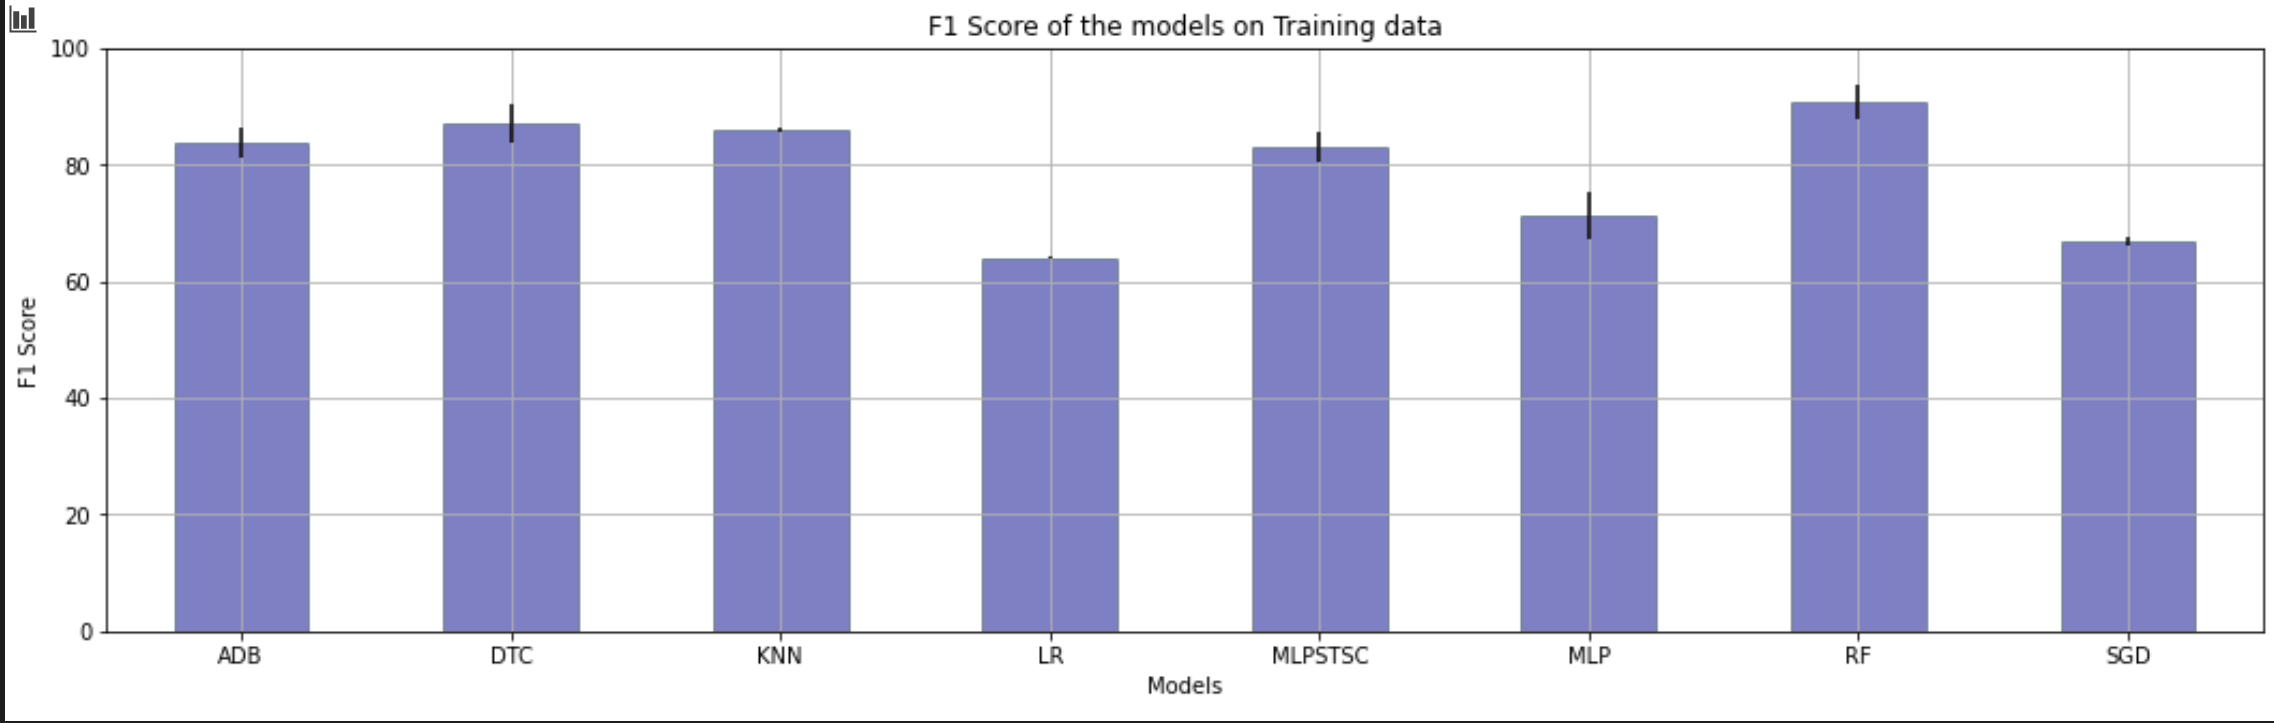 F1 Score of the models on Training data
100
80
60
40
20
0
F1 Score
ADB DTC KNN LR MLPSTSC MLP RF SGD
Models